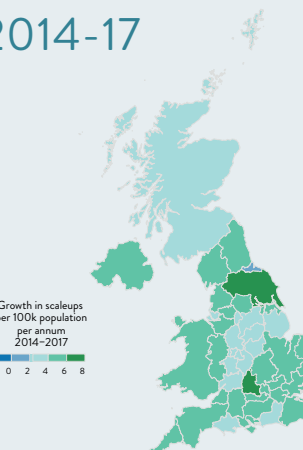 2014-17
Growth in scaleups
per 100k population
per annum
2014-2017
0 2 4 6 8